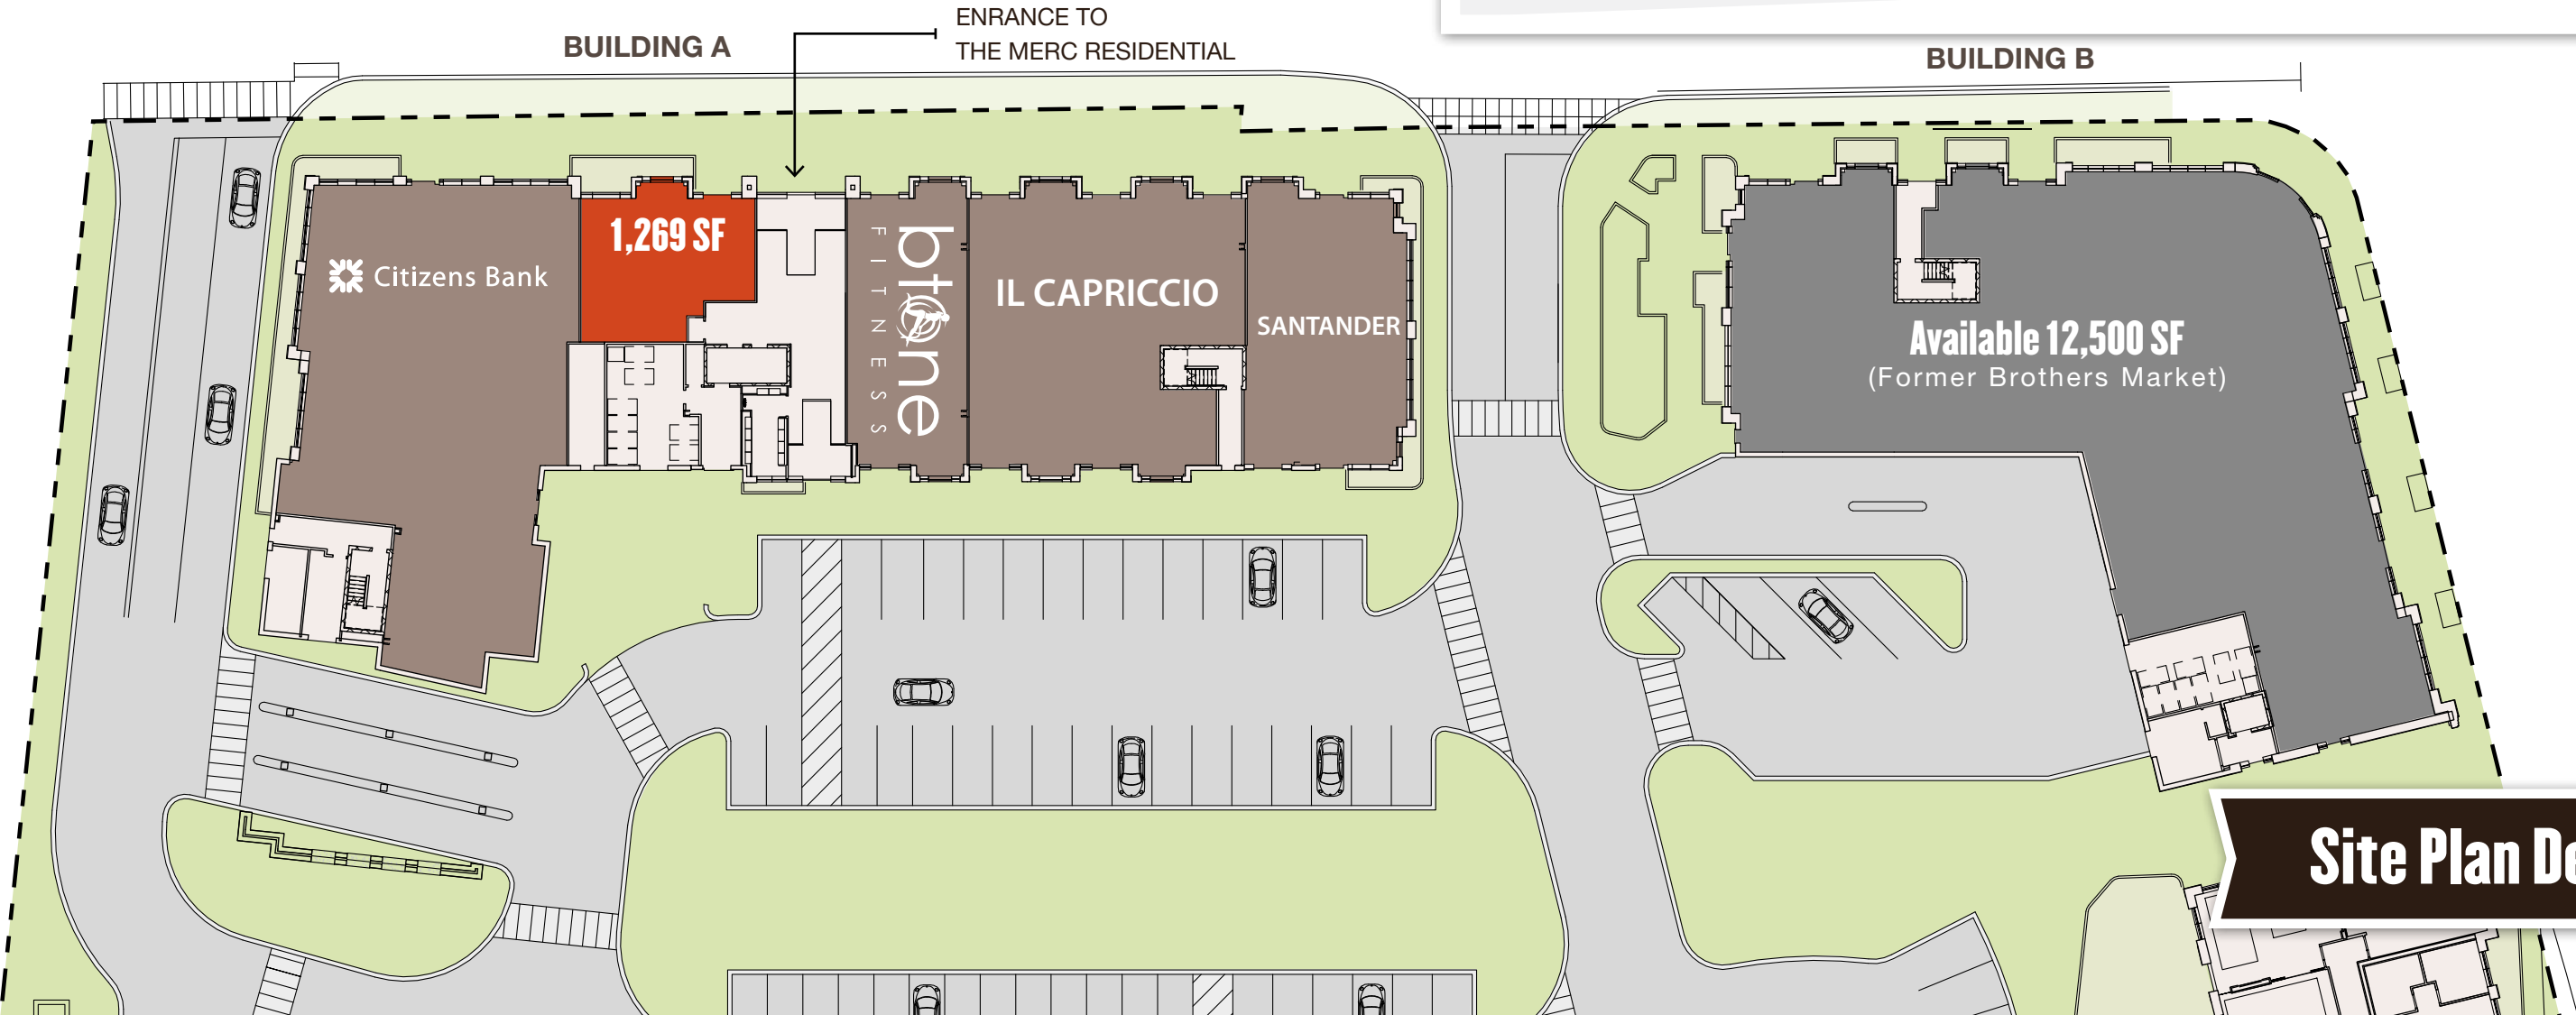 ENRANCE TO
THE MERC RESIDENTIAL
BUILDING A
BUILDING B
1,269 SF
Citizens Bank
btone
FITNESS
IL CAPRICCIO
SANTANDER
Available 12,500 SF
(Former Brothers Market)
Site Plan De